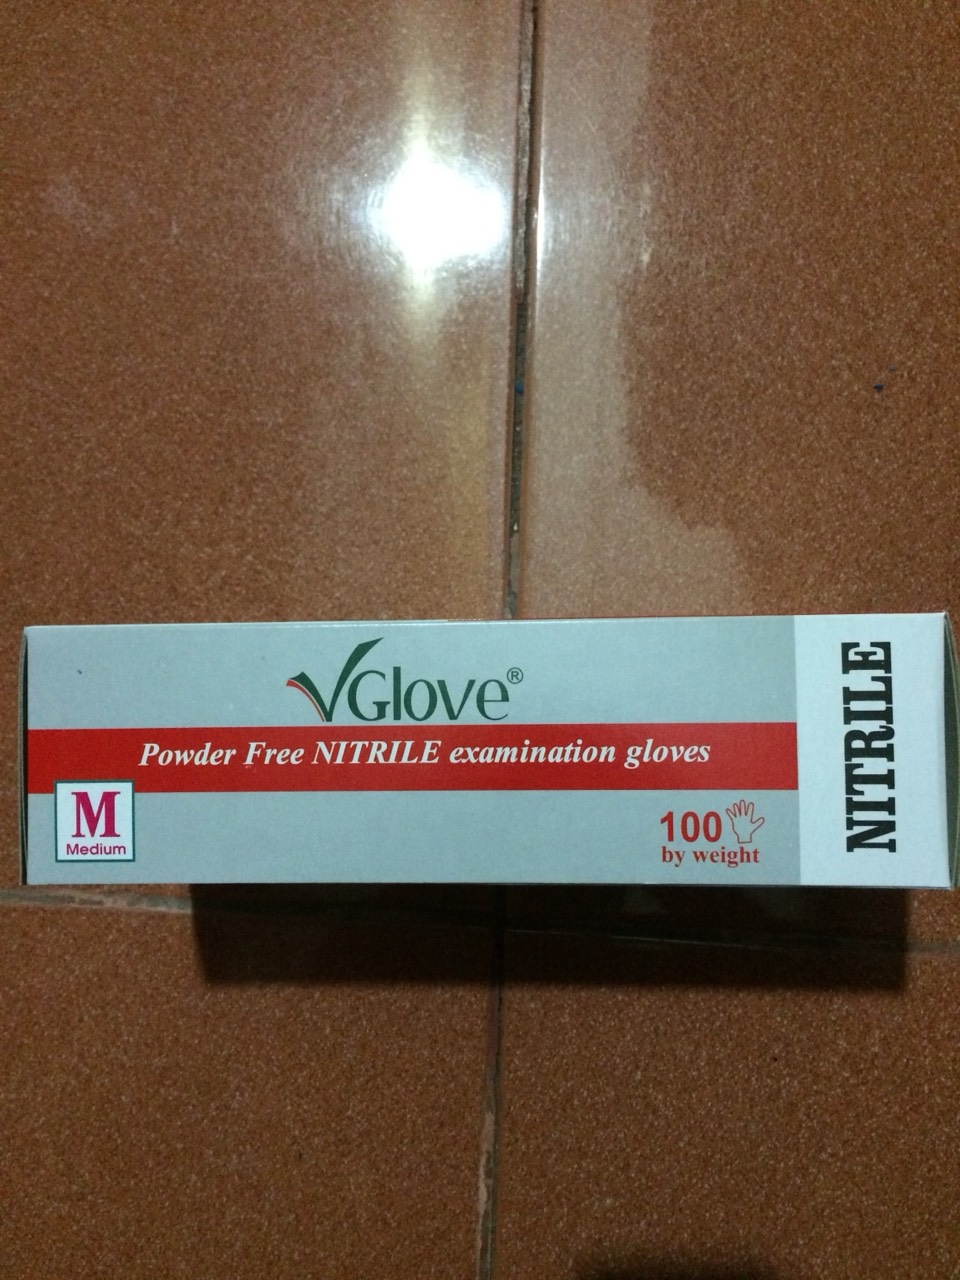 VGlove®
Powder Free NITRILE examination gloves
M
Medium
100
by weight
NITRILE